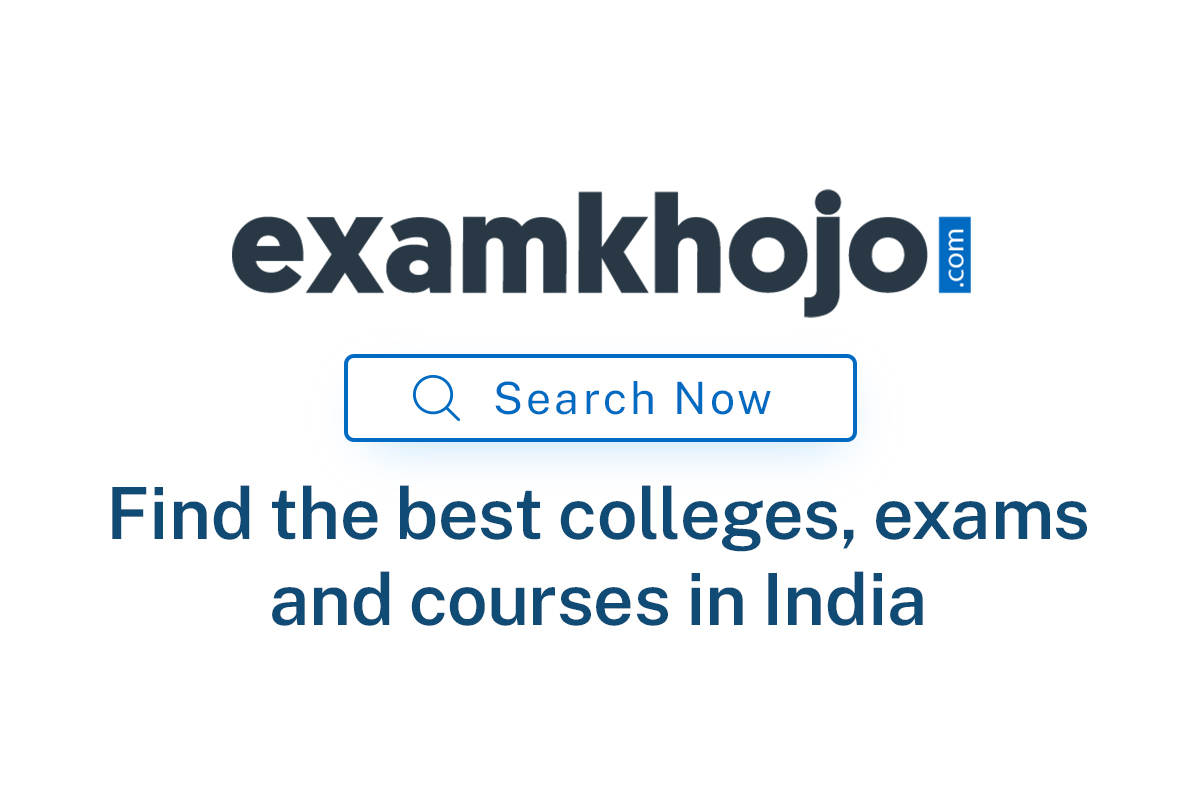 examkhojo.com
Search Now
Find the best colleges, exams
and courses in India